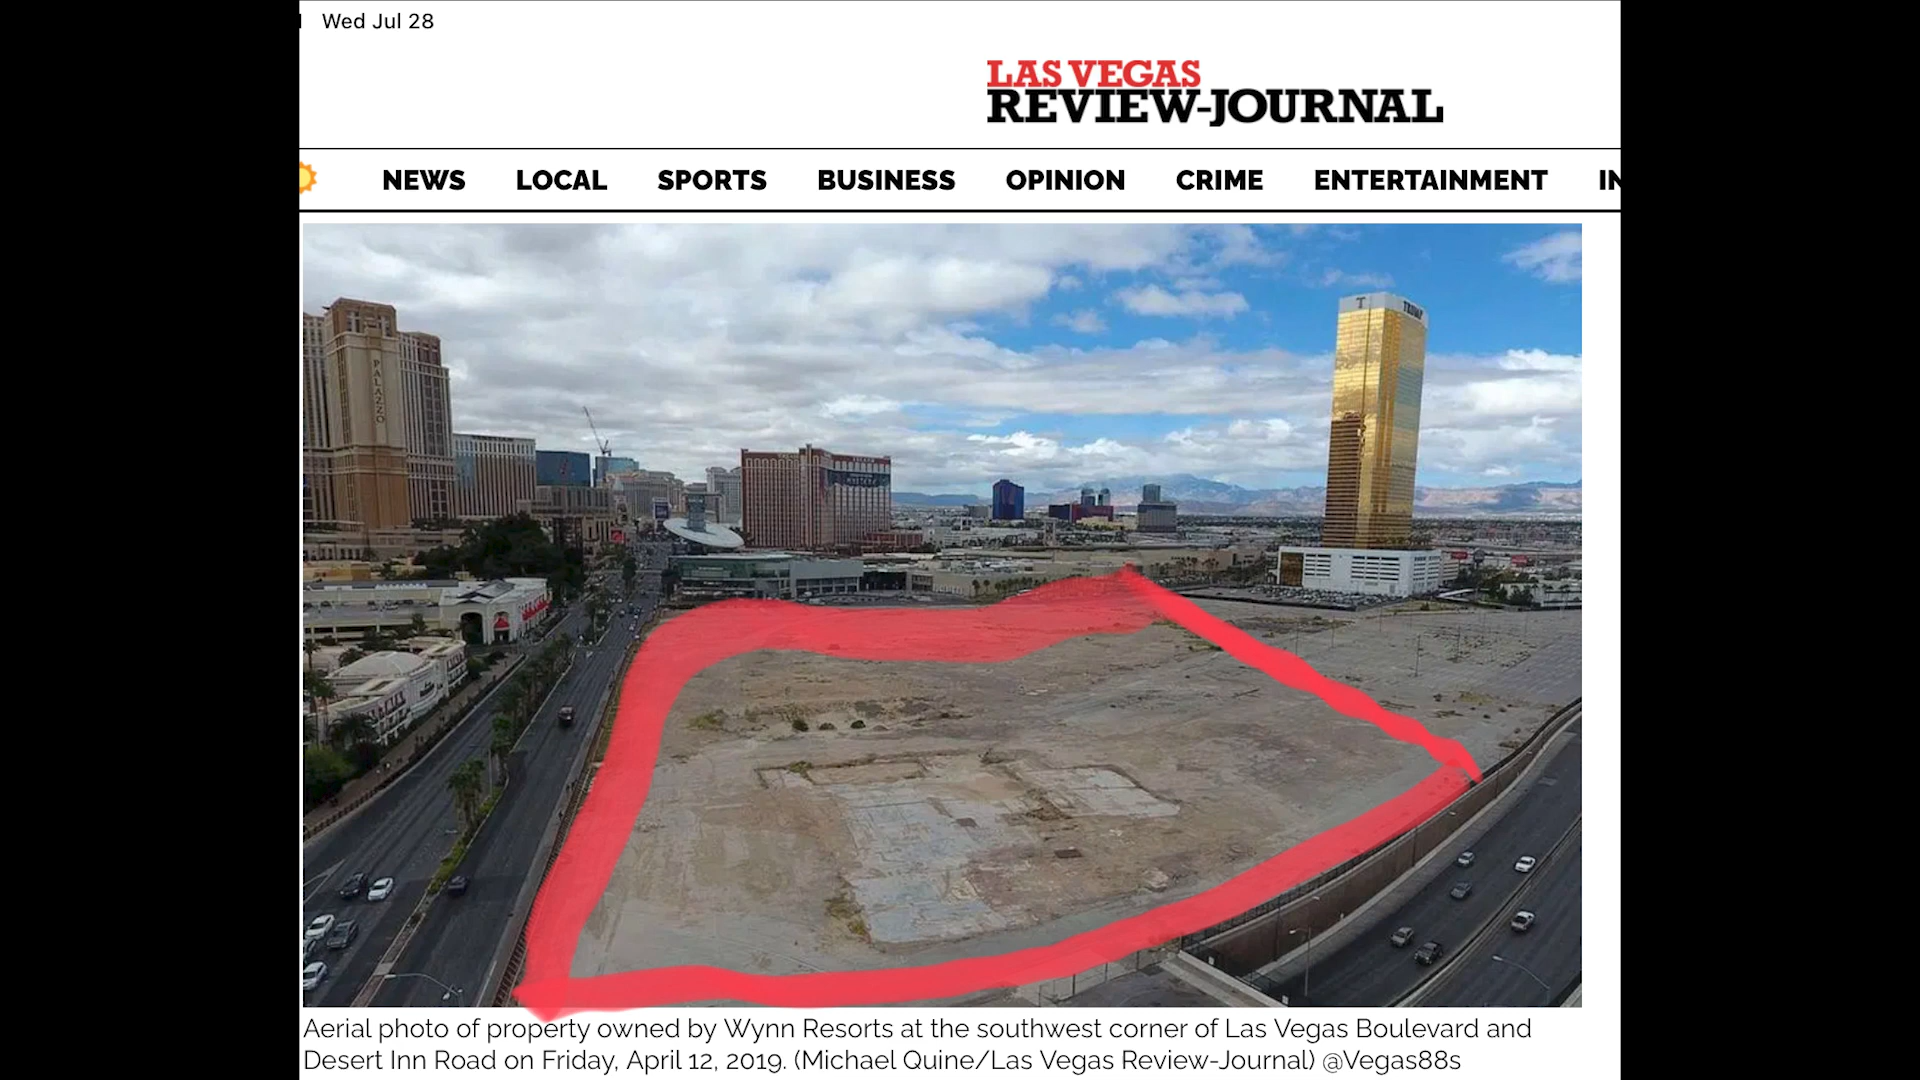 Wed Jul 28
LAS VEGAS
REVIEW-JOURNAL
NEWS LOCAL SPORTS BUSINESS OPINION CRIME ENTERTAINMENT IN
T TRUMP
PALAZZO
Aerial photo of property owned by Wynn Resorts at the southwest corner of Las Vegas Boulevard and
Desert Inn Road on Friday, April 12, 2019. (Michael Quine/Las Vegas Review-Journal) @Vegas88s